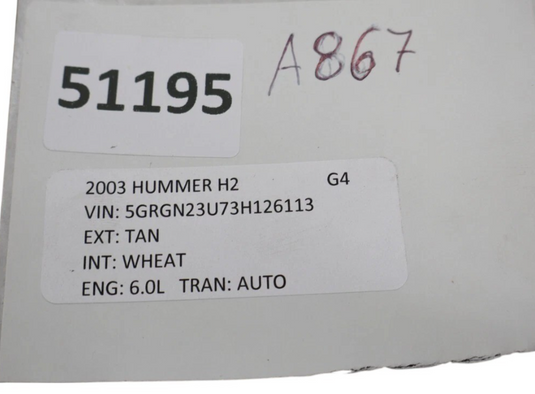 51195
A867
2003 HUMMER H2 G4
VIN: 5GRGN23U73H126113
EXT: TAN
INT: WHEAT
ENG: 6.0L TRAN: AUTO